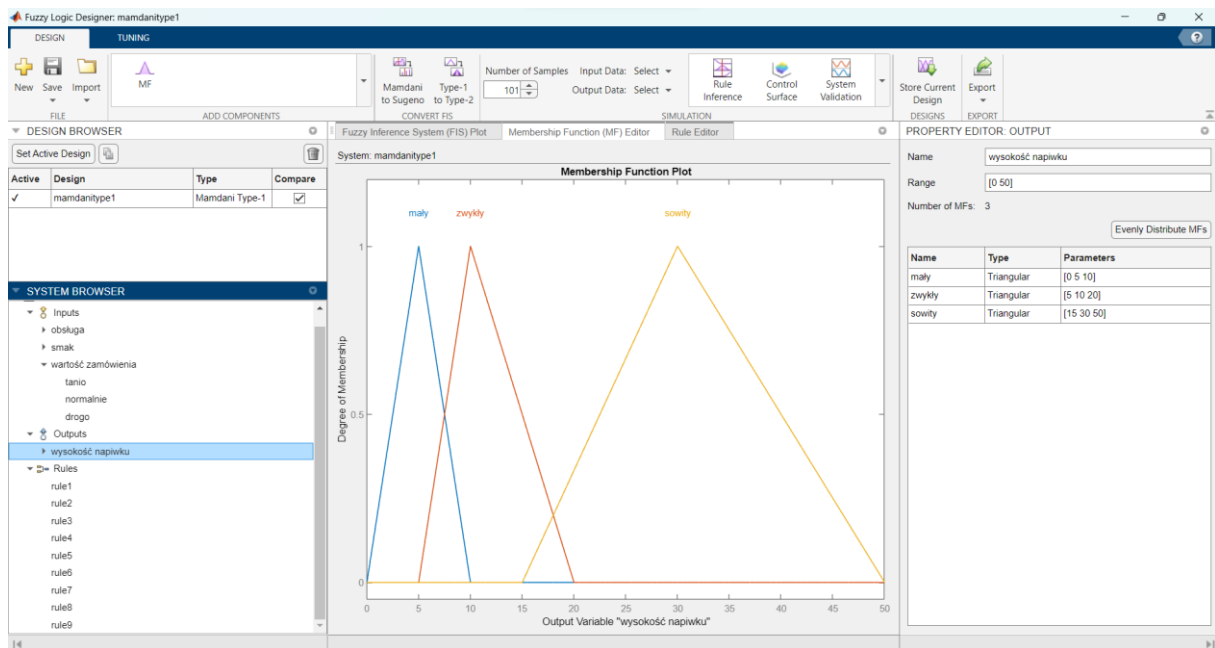 Fuzzy Logic Designer: mamdanitype1
DESIGN TUNING
New Save Import
FILE
MF
ADD COMPONENTS
Mamdani to Sugeno
Type-1 to Type-2
CONVERT FIS
Number of Samples 101
Input Data: Select
Output Data: Select
Rule Inference
Control Surface
System Validation
SIMULATION
Store Current Design
DESIGNS
Export
EXPORT
DESIGN BROWSER
Set Active Design
Active Design Type Compare
✓ mamdanitype1 Mamdani Type-1
SYSTEM BROWSER
Inputs
obsługa
smak
wartość zamówienia
tanio
normalnie
drogo
Outputs
wysokość napiwku
Rules
rule1
rule2
rule3
rule4
rule5
rule6
rule7
rule8
rule9
Fuzzy Inference System (FIS) Plot Membership Function (MF) Editor Rule Editor
System: mamdanitype1
Membership Function Plot
mały zwykły sowity
1
0.5
0
Degree of Membership
0 5 10 15 20 25 30 35 40 45 50
Output Variable "wysokość napiwku"
PROPERTY EDITOR: OUTPUT
Name wysokość napiwku
Range [0 50]
Number of MFs: 3
Evenly Distribute MFs
Name Type Parameters
mały Triangular [0 5 10]
zwykły Triangular [5 10 20]
sowity Triangular [15 30 50]